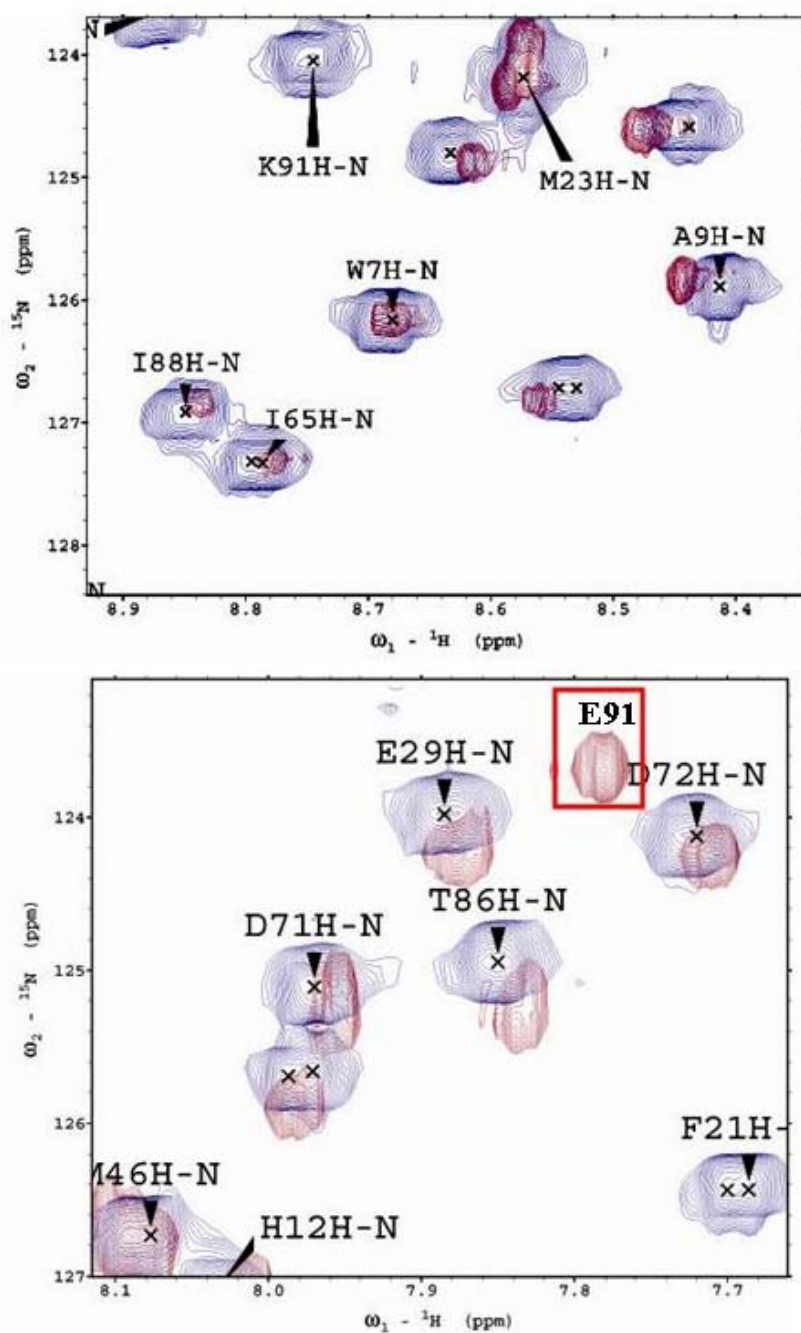 N
124
K91H-N
M23H-N
125
A9H-N
W7H-N
126
I88H-N
127
I65H-N
128
N
8.9 8.8 8.7 8.6 8.5 8.4
ω₁ - ¹H (ppm)
ω₂ - ¹⁵N (ppm)
E91
E29H-N
D72H-N
124
T86H-N
D71H-N
125
126
F21H-
M46H-N
H12H-N
127
8.1 8.0 7.9 7.8 7.7
ω₁ - ¹H (ppm)
ω₂ - ¹⁵N (ppm)